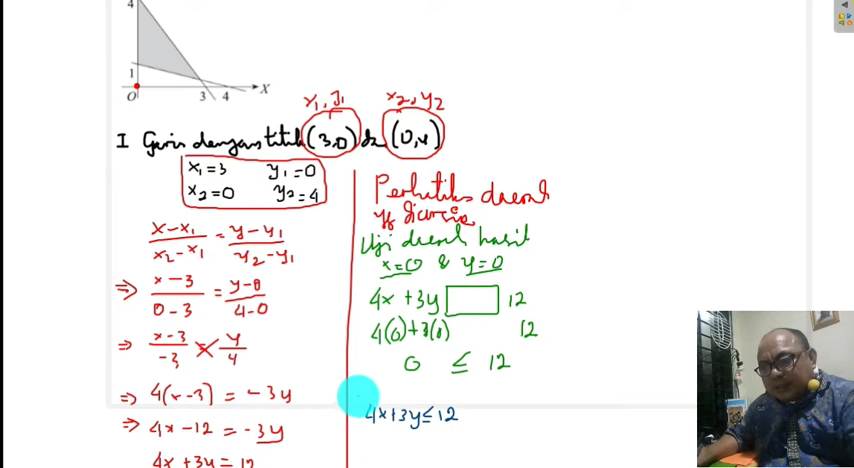 4
1
O 3 4 X
x1, y1 x2, y2
I Garis dengan titik (3,0) dan (0,4)
x1=3 y1=0
x2=0 y2=4
x-x1 / x2-x1 = y-y1 / y2-y1
⇒ x-3 / 0-3 = y-0 / 4-0
⇒ x-3 / -3 = y / 4
⇒ 4(x-3) = -3y
⇒ 4x-12 = -3y
4x+3y = 12
Perhatikan daerah
yg diarsir
Uji daerah hasil
x=0 & y=0
4x+3y □ 12
4(0)+3(0) 12
0 ≤ 12
4x+3y≤12